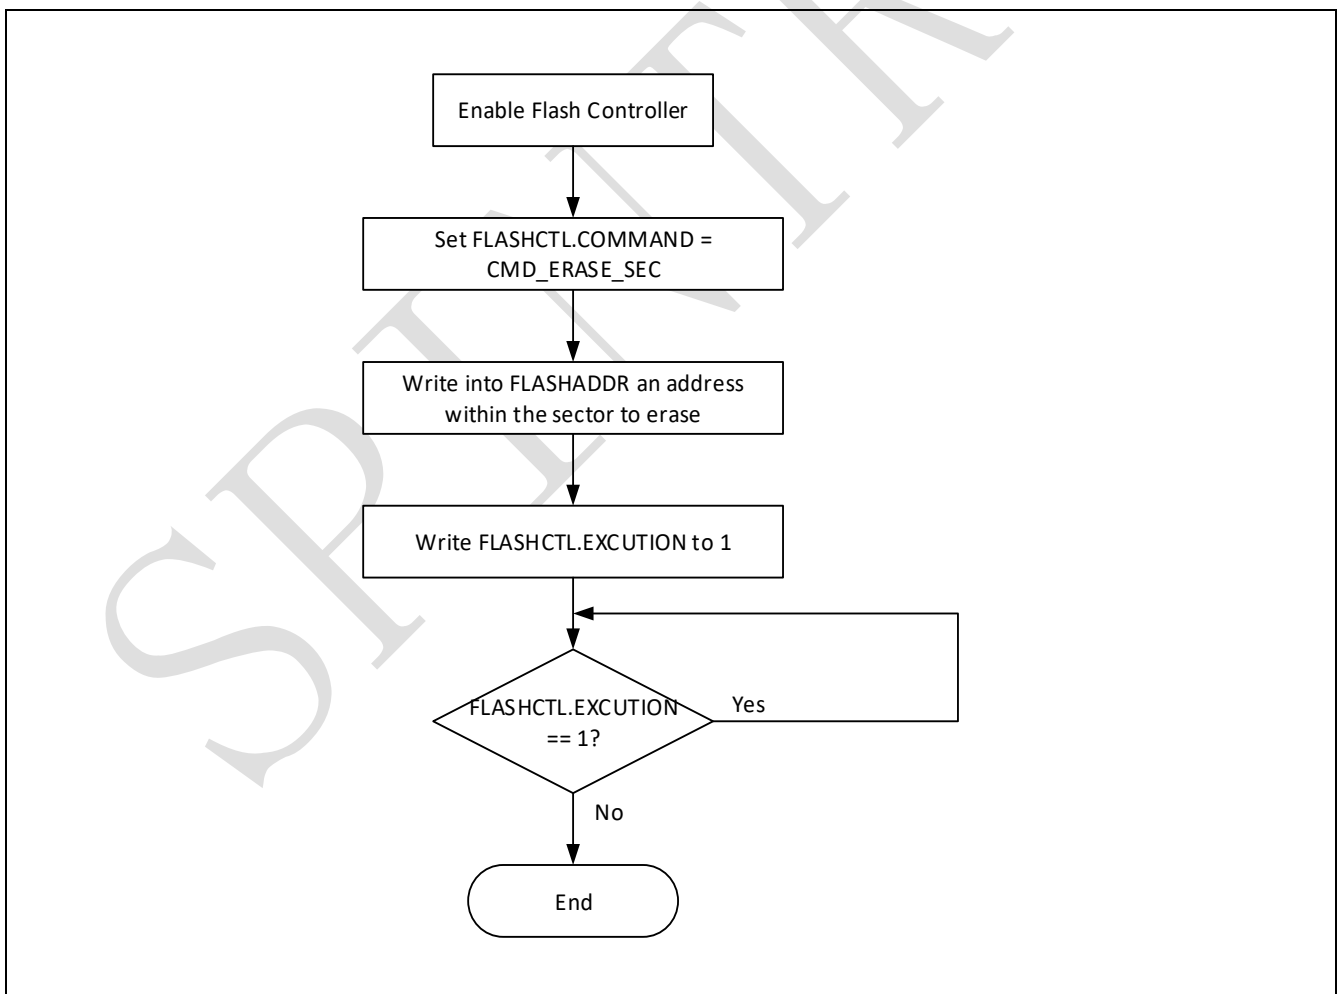 Enable Flash Controller
Set FLASHCTL.COMMAND =
CMD_ERASE_SEC
Write into FLASHADDR an address
within the sector to erase
Write FLASHCTL.EXCUTION to 1
FLASHCTL.EXCUTION
== 1?
Yes
No
End
SPINTR